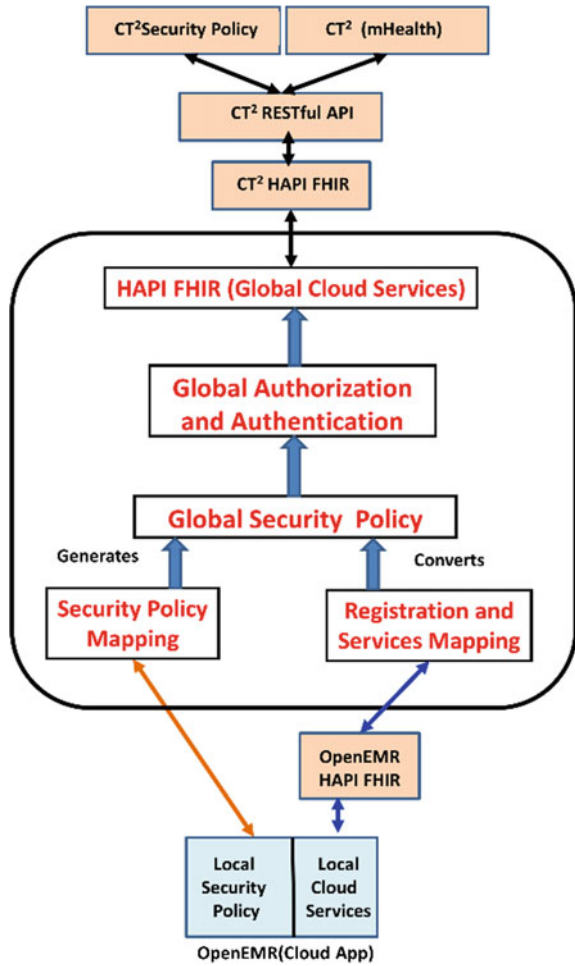 CT²Security Policy
CT² (mHealth)
CT² RESTful API
CT² HAPI FHIR
HAPI FHIR (Global Cloud Services)
Global Authorization
and Authentication
Global Security Policy
Generates
Converts
Security Policy
Mapping
Registration and
Services Mapping
OpenEMR
HAPI FHIR
Local
Security
Policy
Local
Cloud
Services
OpenEMR(Cloud App)